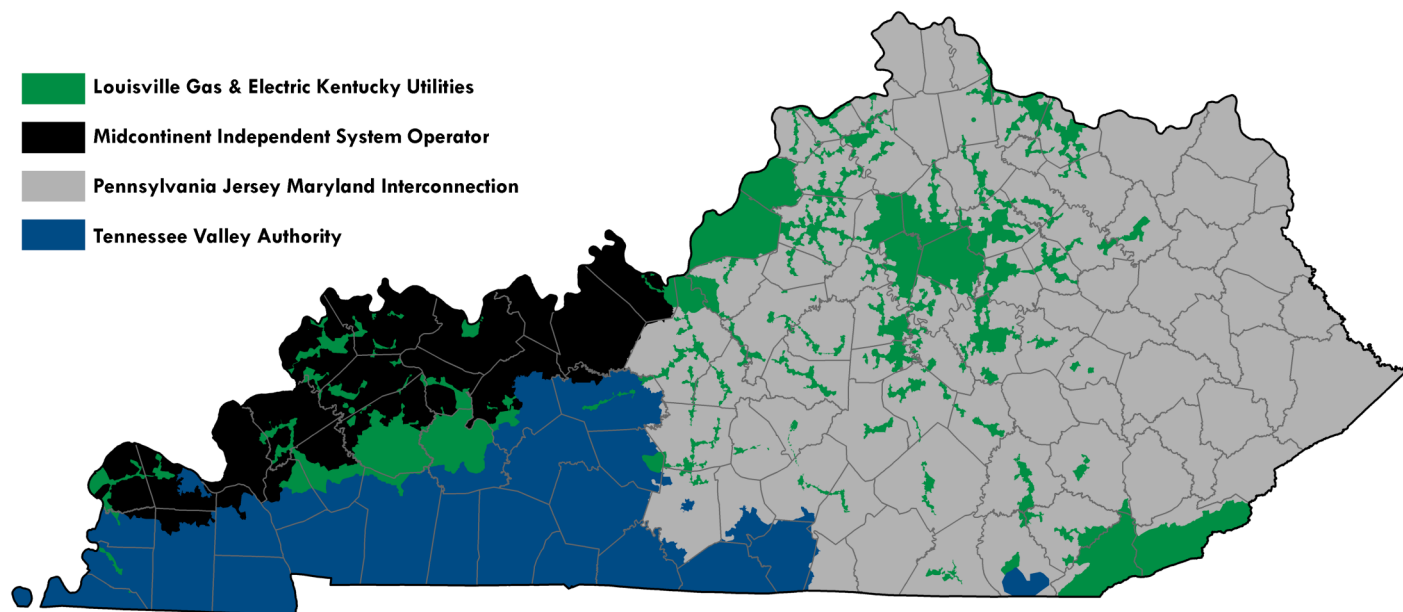 Louisville Gas & Electric Kentucky Utilities
Midcontinent Independent System Operator
Pennsylvania Jersey Maryland Interconnection
Tennessee Valley Authority